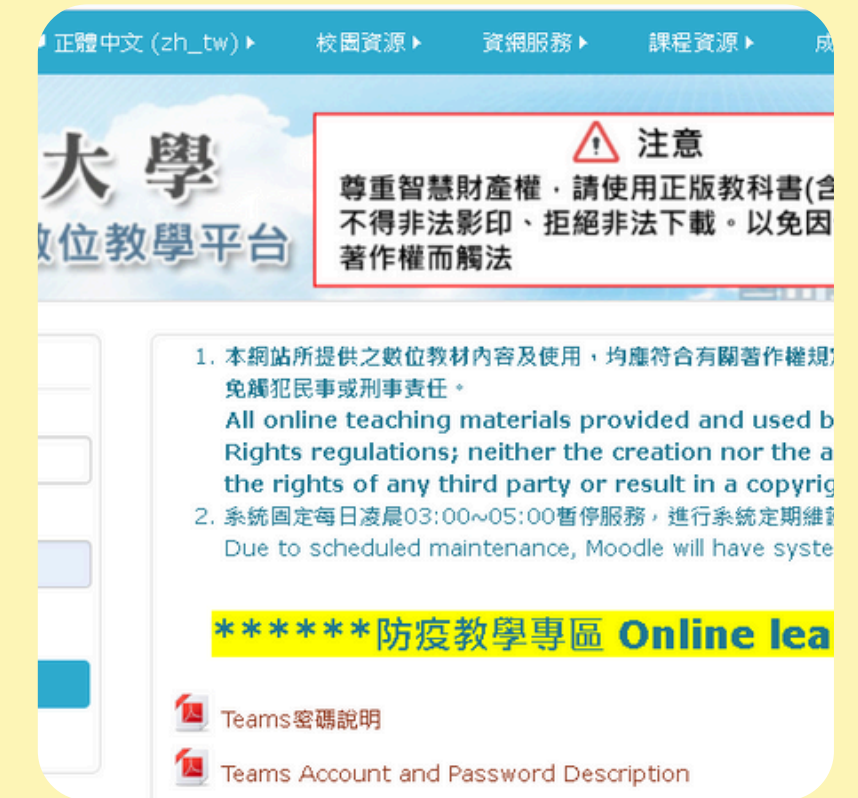 正體中文 (zh_tw) 校園資源 資網服務 課程資源
大學
數位教學平台
注意
尊重智慧財產權，請使用正版教科書(含
不得非法影印、拒絕非法下載。以免因
著作權而觸法
1. 本網站所提供之數位教材內容及使用，均應符合有關著作權規定
免觸犯民事或刑事責任。
All online teaching materials provided and used b
Rights regulations; neither the creation nor the a
the rights of any third party or result in a copyrig
2. 系統固定每日凌晨03:00~05:00暫停服務，進行系統定期維護
Due to scheduled maintenance, Moodle will have syste
******防疫教學專區 Online lea
Teams密碼說明
Teams Account and Password Description